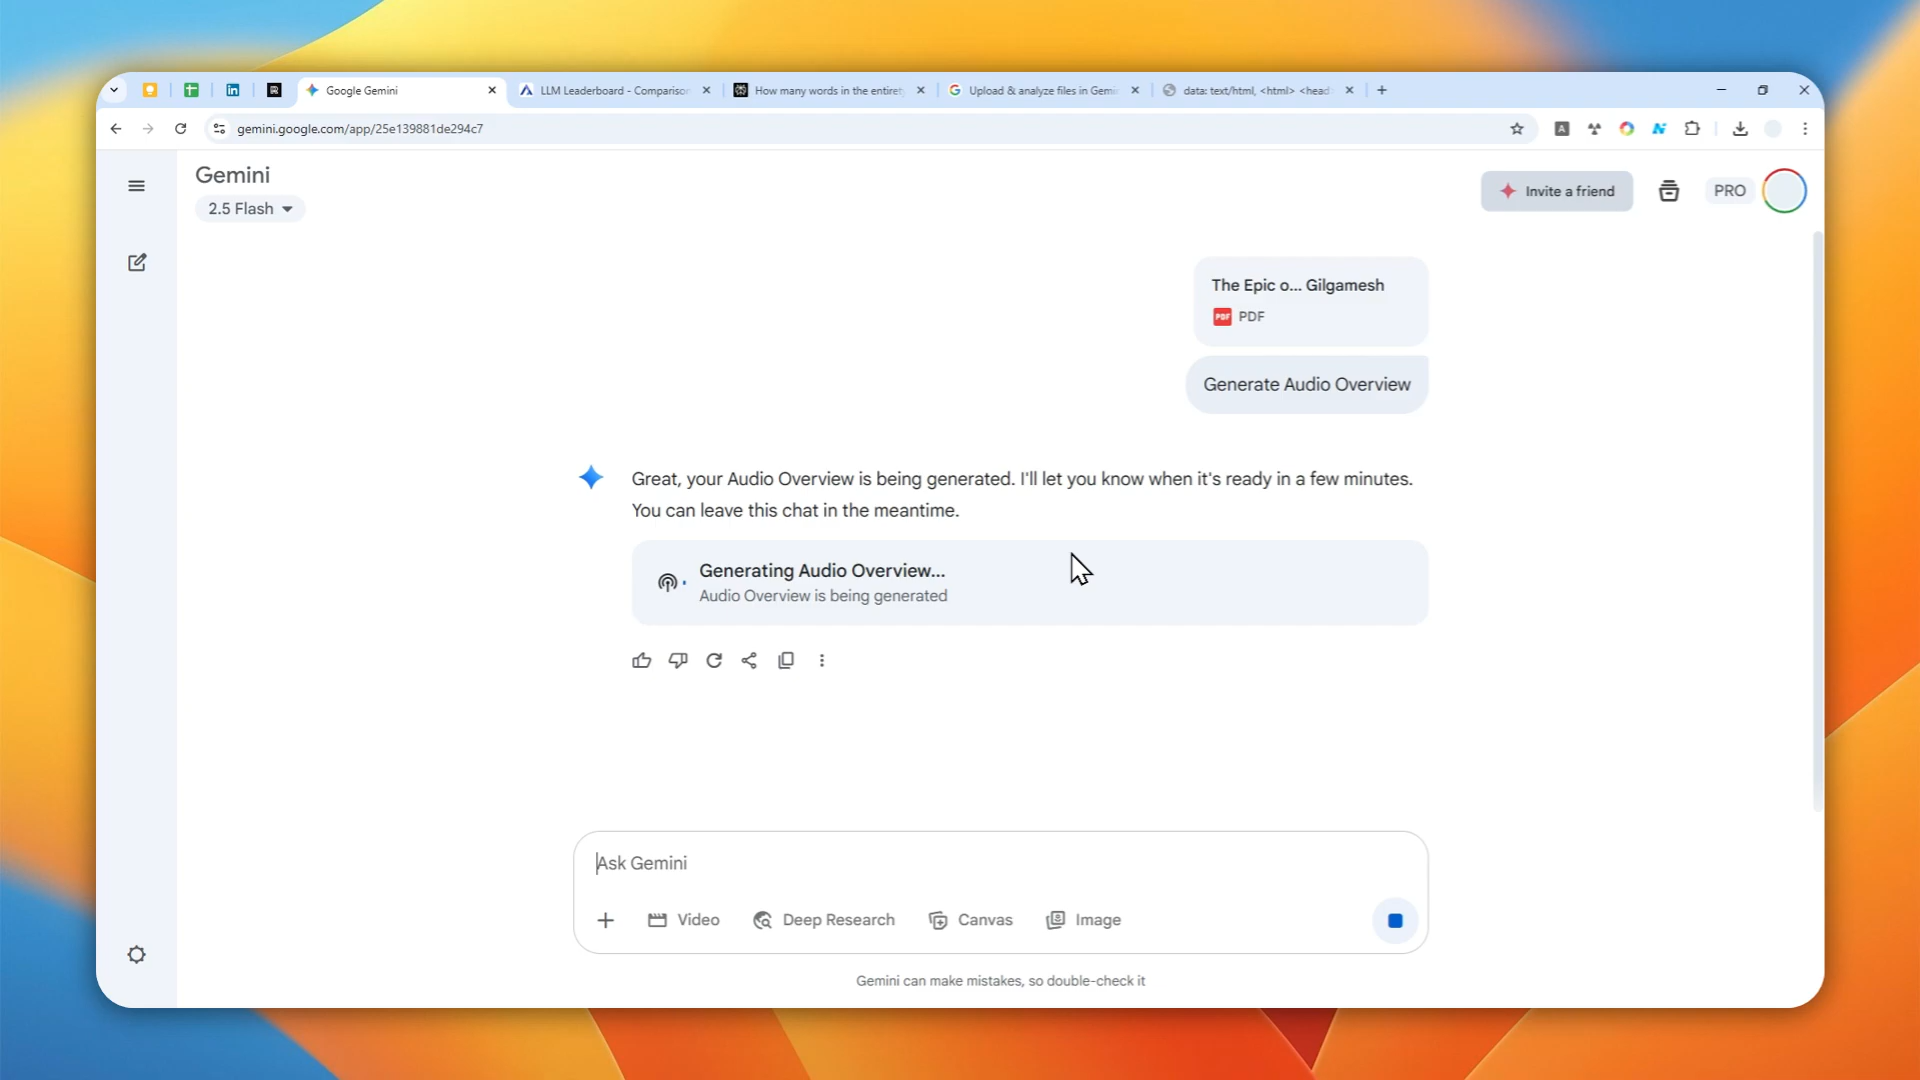 Google Gemini
LLM Leaderboard - Comparison
How many words in the entirety
Upload & analyze files in Gemi
data: text/html, <html> <head>
gemini.google.com/app/25e139881de294c7
A
Gemini
2.5 Flash
Invite a friend
PRO
The Epic o... Gilgamesh
PDF PDF
Generate Audio Overview
Great, your Audio Overview is being generated. I'll let you know when it's ready in a few minutes.
You can leave this chat in the meantime.
Generating Audio Overview...
Audio Overview is being generated
Ask Gemini
Video
Deep Research
Canvas
Image
Gemini can make mistakes, so double-check it